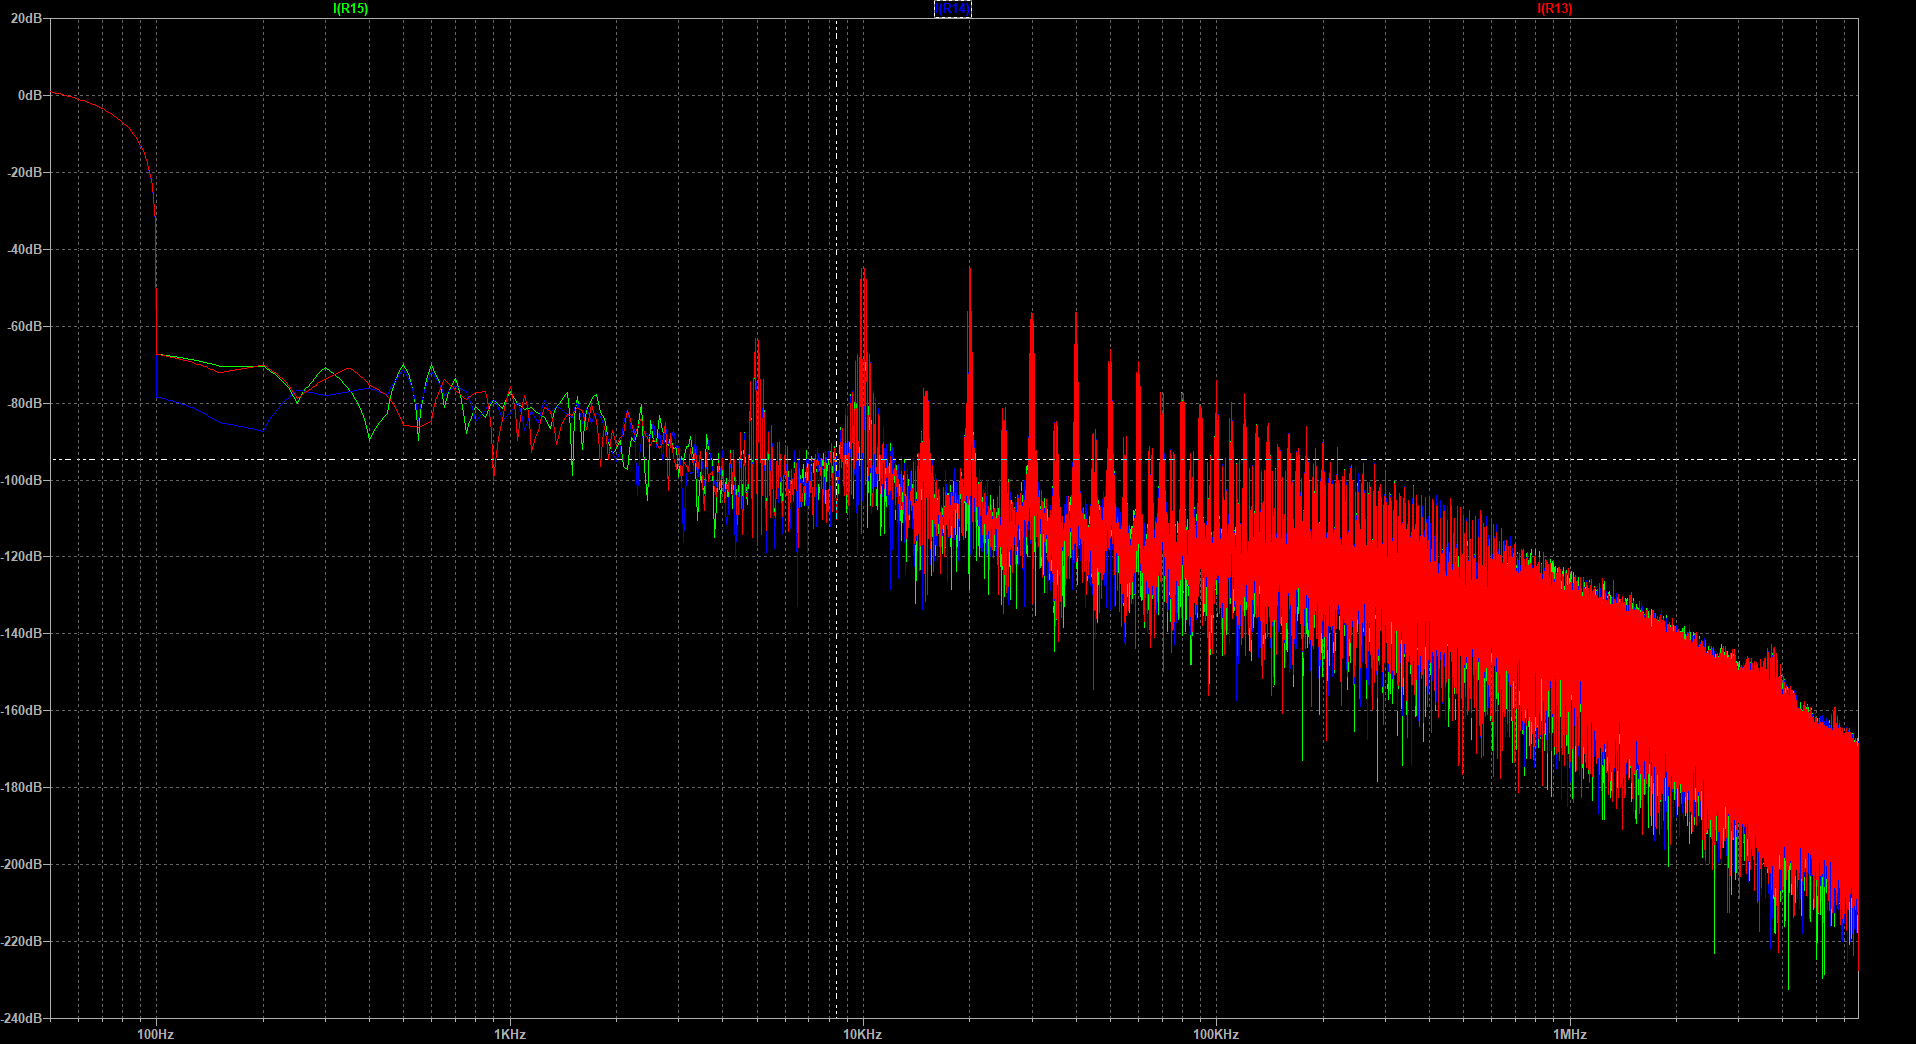 I(R15) I(R14) I(R13)
20dB
0dB
-20dB
-40dB
-60dB
-80dB
-100dB
-120dB
-140dB
-160dB
-180dB
-200dB
-220dB
-240dB
100Hz 1KHz 10KHz 100KHz 1MHz